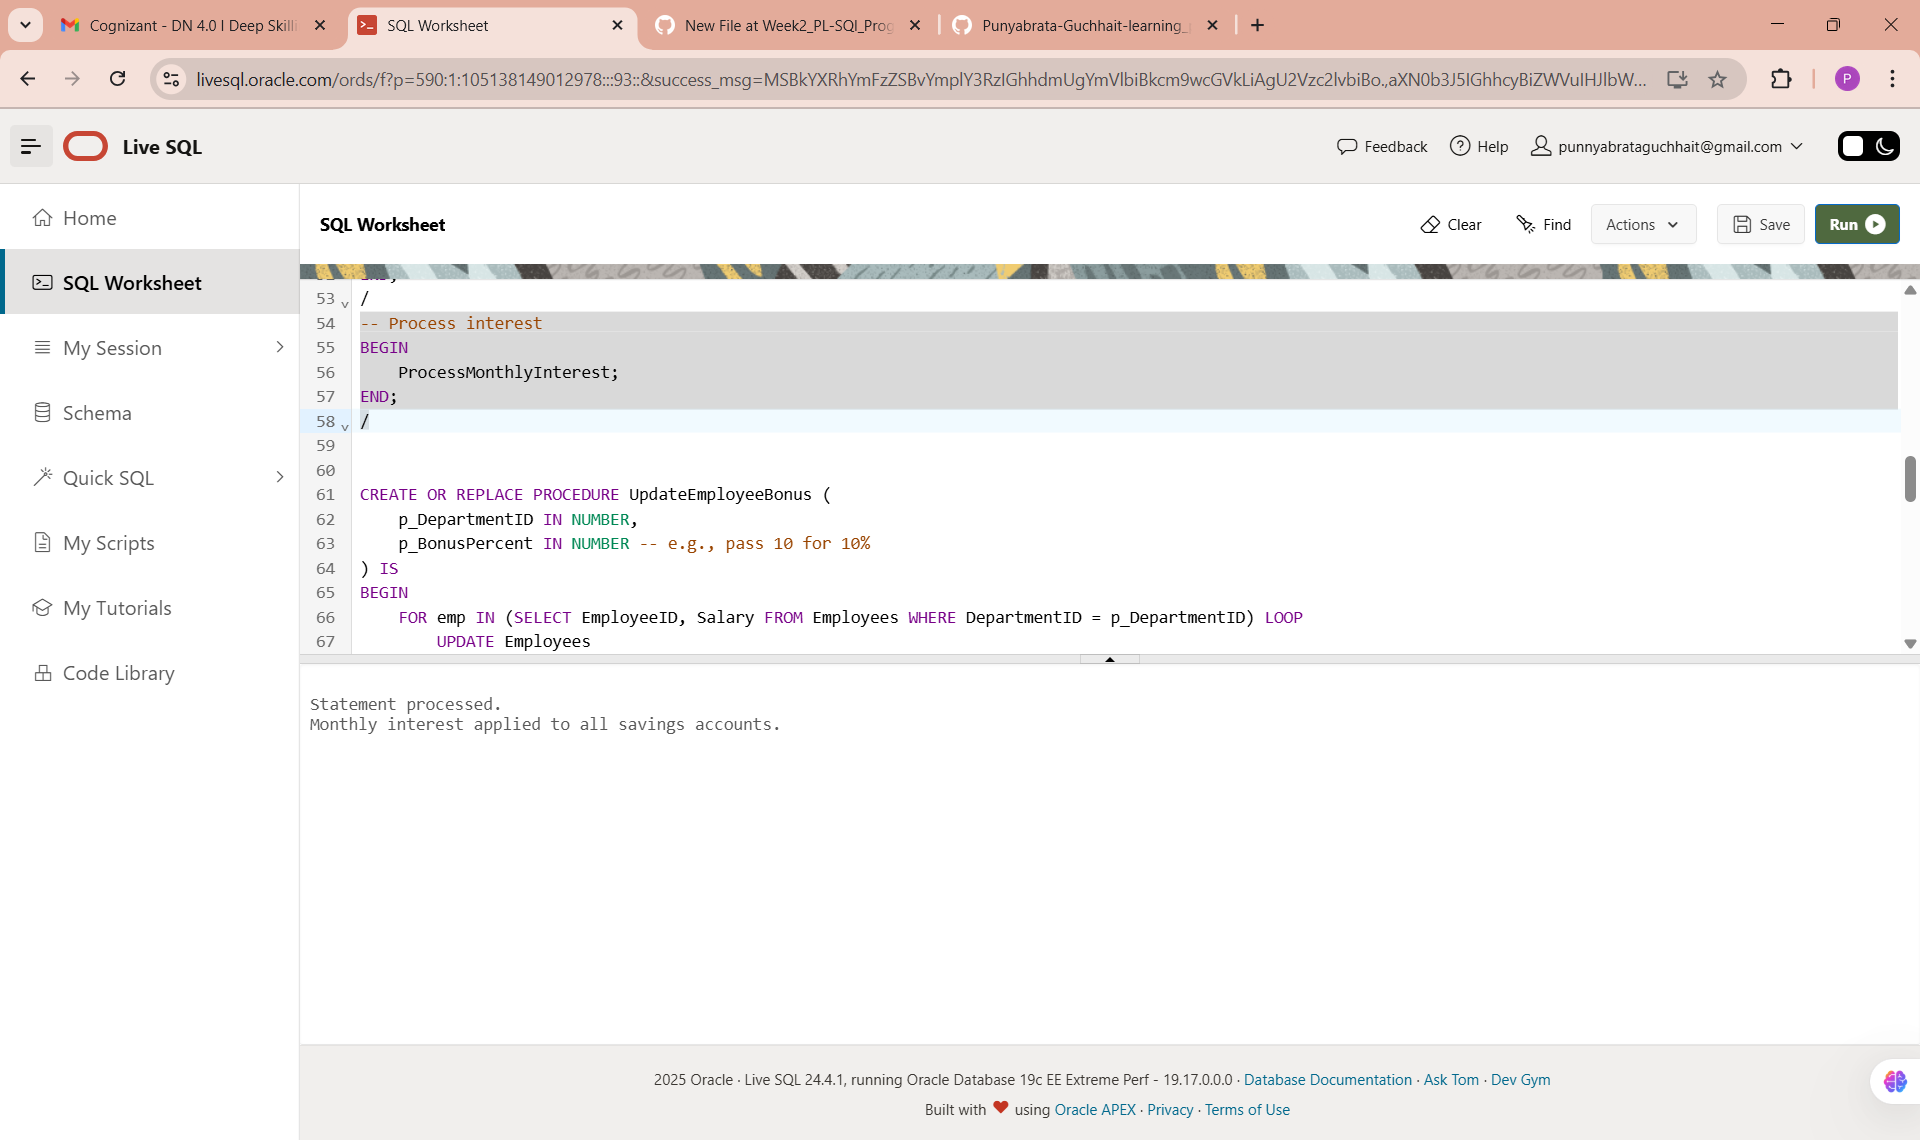 Cognizant - DN 4.0 I Deep Skilli
SQL Worksheet
New File at Week2_PL-SQl_Prog
Punyabrata-Guchhait-learning_
livesql.oracle.com/ords/f?p=590:1:105138149012978:::93::&success_msg=MSBkYXRhYmFzZSBvYmplY3RzIGhhdmUgYmVlbiBkcm9wcGVkLiAgU2Vzc2lvbiBo.,aXN0b3J5IGhhcyBiZWVuIHJlbW...
P
Live SQL
Feedback
Help
punnyabrataguchhait@gmail.com
Home
SQL Worksheet
My Session
Schema
Quick SQL
My Scripts
My Tutorials
Code Library
SQL Worksheet
Clear
Find
Actions
Save
Run
53 /
54 -- Process interest
55 BEGIN
56 ProcessMonthlyInterest;
57 END;
58 /
59
60
61 CREATE OR REPLACE PROCEDURE UpdateEmployeeBonus (
62 p_DepartmentID IN NUMBER,
63 p_BonusPercent IN NUMBER -- e.g., pass 10 for 10%
64 ) IS
65 BEGIN
66 FOR emp IN (SELECT EmployeeID, Salary FROM Employees WHERE DepartmentID = p_DepartmentID) LOOP
67 UPDATE Employees
Statement processed.
Monthly interest applied to all savings accounts.
2025 Oracle · Live SQL 24.4.1, running Oracle Database 19c EE Extreme Perf - 19.17.0.0.0 · Database Documentation · Ask Tom · Dev Gym
Built with ❤ using Oracle APEX · Privacy · Terms of Use